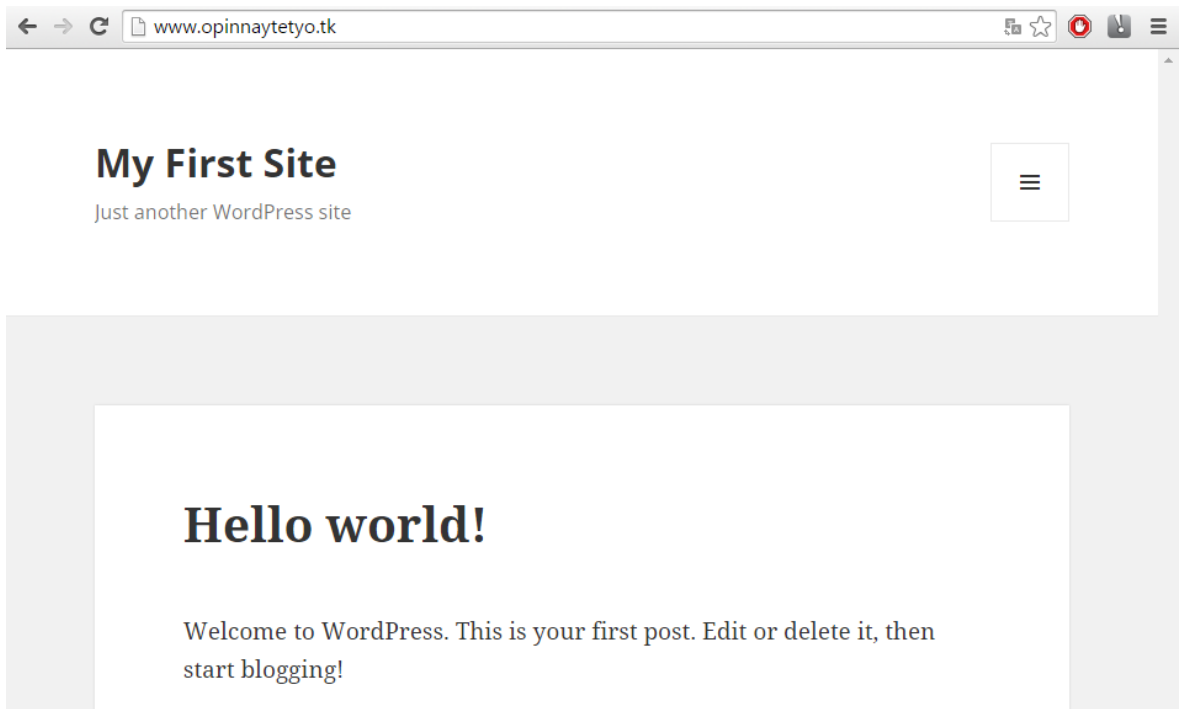 www.opinnaytetyo.tk
My First Site
Just another WordPress site
Hello world!
Welcome to WordPress. This is your first post. Edit or delete it, then
start blogging!